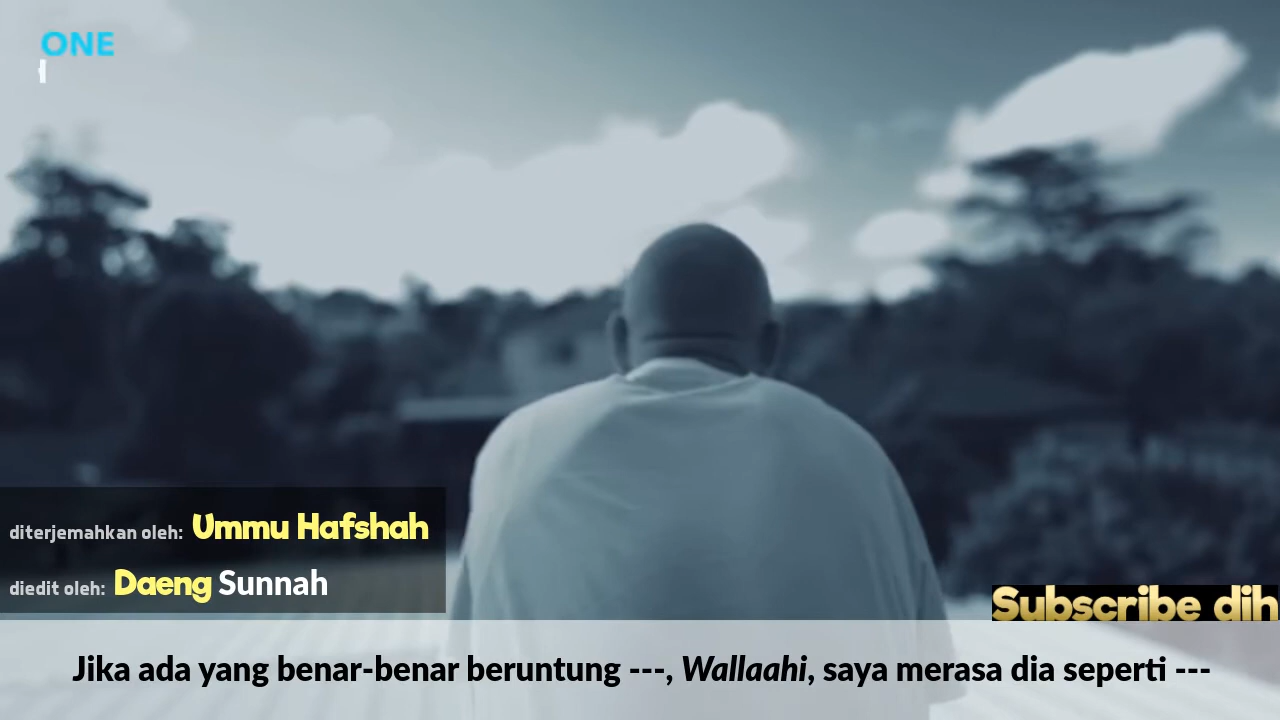 ONE
diterjemahkan oleh: Ummu Hafshah
diedit oleh: Daeng Sunnah
Subscribe dih
Jika ada yang benar-benar beruntung ---, Wallaahi, saya merasa dia seperti ---